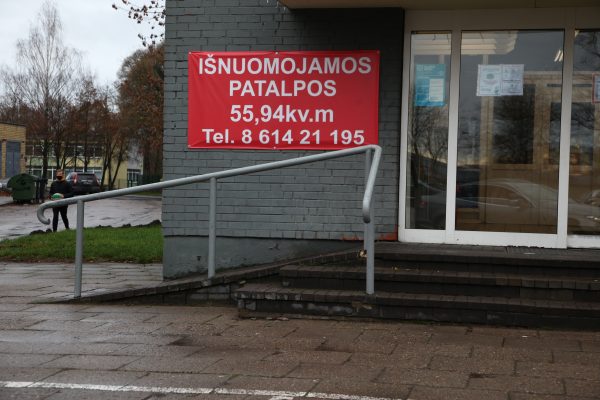 IŠNUOMOJAMOS
PATALPOS
55,94kv.m
Tel. 8 614 21 195